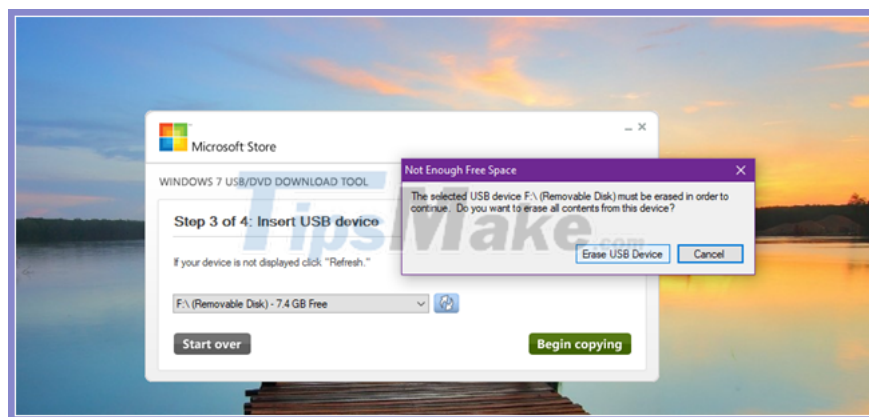 Microsoft Store
WINDOWS 7 USB/DVD DOWNLOAD TOOL
Step 3 of 4: Insert USB device
If your device is not displayed click "Refresh."
F:\ (Removable Disk) - 7.4 GB Free
Start over
Begin copying
Not Enough Free Space
The selected USB device F:\ (Removable Disk) must be erased in order to
continue. Do you want to erase all contents from this device?
Erase USB Device
Cancel
TipsMake.com